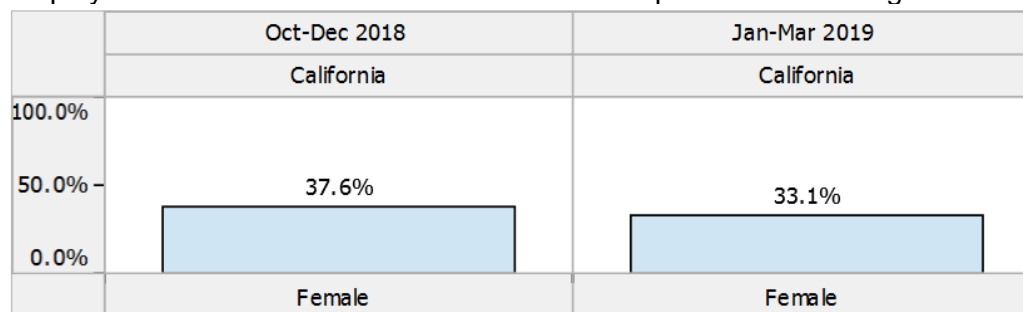 Oct-Dec 2018 Jan-Mar 2019
California California
100.0%
50.0% 37.6% 33.1%
0.0%
Female Female